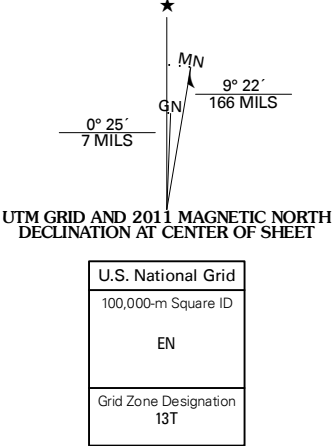 ★
MN
GN
9° 22´
166 MILS
0° 25´
7 MILS
UTM GRID AND 2011 MAGNETIC NORTH
DECLINATION AT CENTER OF SHEET
U.S. National Grid
100,000-m Square ID
EN
Grid Zone Designation
13T